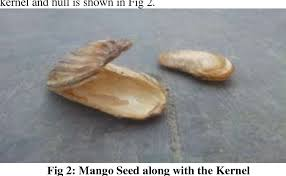 kernel and hull is shown in Fig 2.
Fig 2: Mango Seed along with the Kernel